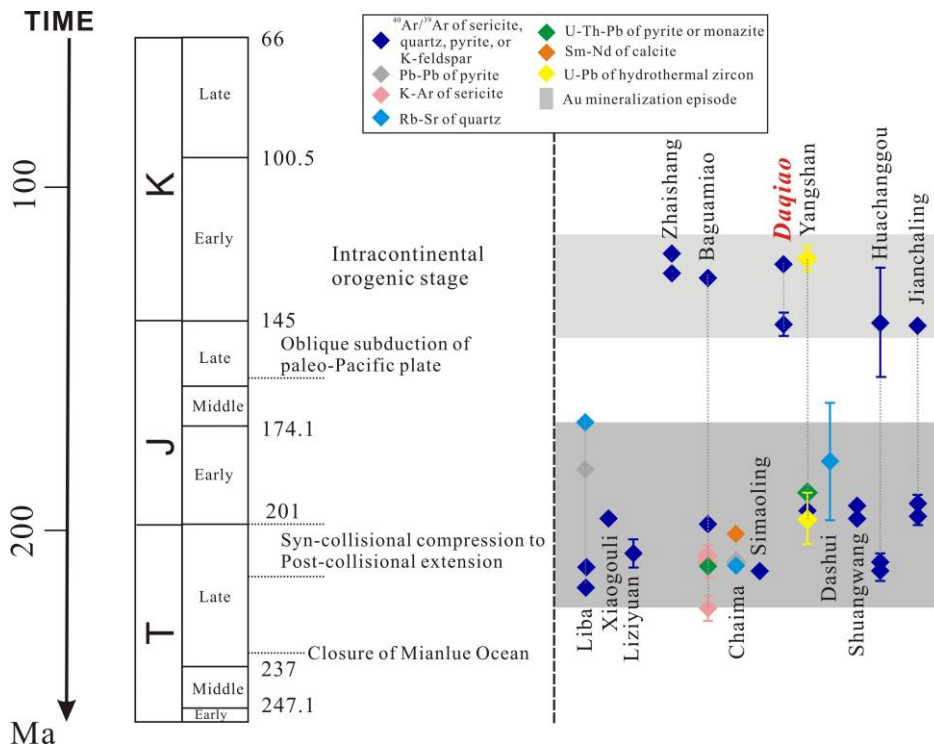 TIME
⁴⁰Ar/³⁹Ar of sericite,
quartz, pyrite, or
K-feldspar
Pb-Pb of pyrite
K-Ar of sericite
Rb-Sr of quartz
U-Th-Pb of pyrite or monazite
Sm-Nd of calcite
U-Pb of hydrothermal zircon
Au mineralization episode
66
Late
100.5
100
K
Early
Intracontinental
orogenic stage
145
Late
Oblique subduction of
paleo-Pacific plate
Middle
174.1
J
Early
201
200
Syn-collisional compression to
Post-collisional extension
Late
T
Closure of Mianlue Ocean
237
Middle
247.1
Early
Ma
Zhaishang
Baguamiao
Daqiao
Yangshan
Huachanggou
Jianchaling
Liba
Xiaogouli
Liziyuan
Chaima
Simaoling
Dashui
Shuangwang